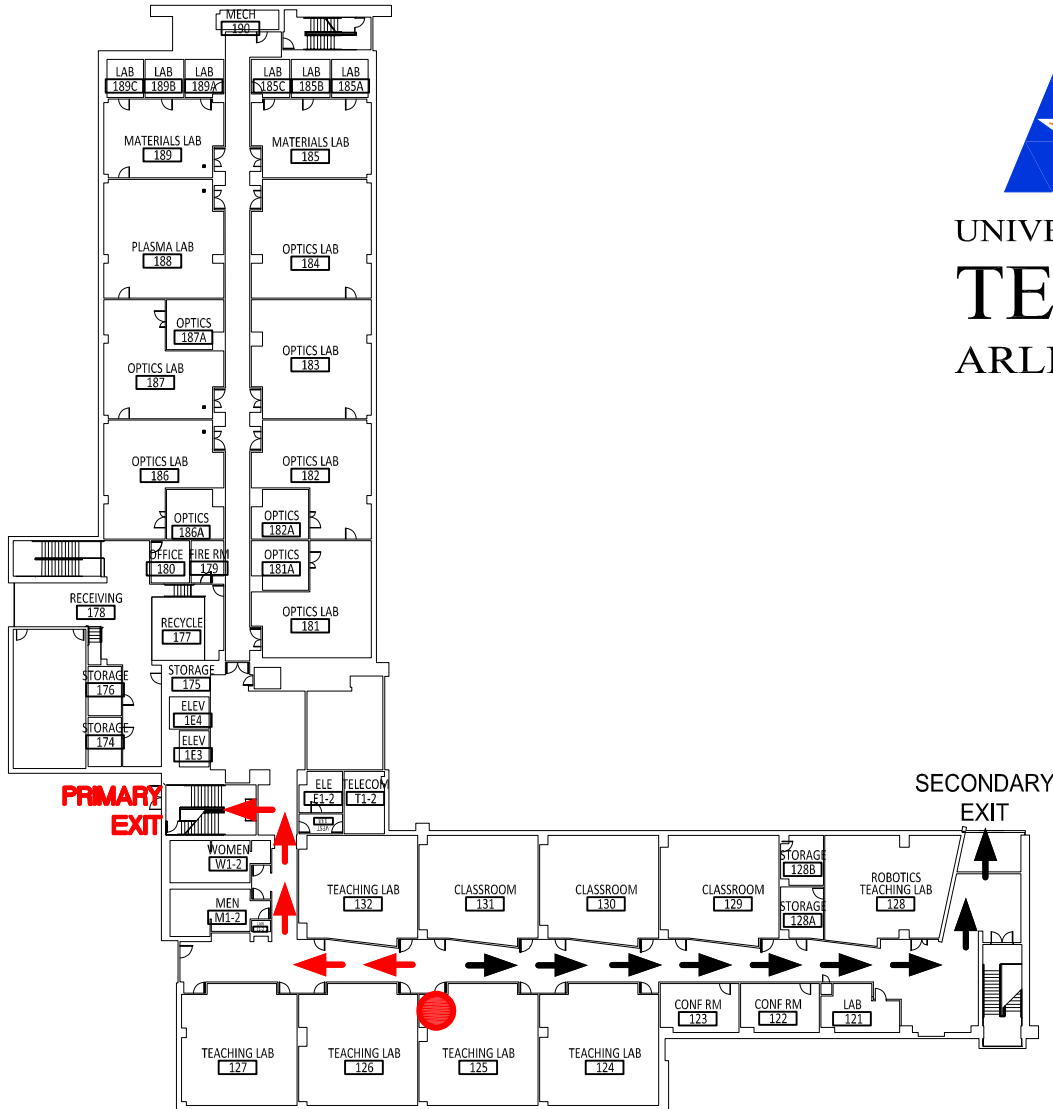 MECH
190
LAB
189C
LAB
189B
LAB
189A
LAB
185C
LAB
185B
LAB
185A
MATERIALS LAB
189
MATERIALS LAB
185
UNIVE
TE
ARLI
PLASMA LAB
188
OPTICS LAB
184
OPTICS
187A
OPTICS LAB
187
OPTICS LAB
183
OPTICS LAB
186
OPTICS LAB
182
OPTICS
186A
OPTICS
182A
OFFICE
180
FIRE RM
179
OPTICS
181A
RECEIVING
178
RECYCLE
177
OPTICS LAB
181
STORAGE
176
STORAGE
175
ELEV
1E4
STORAGE
174
ELEV
1E3
PRIMARY
EXIT
ELE
E1-2
TELECOM
T1-2
SECONDARY
EXIT
WOMEN
W1-2
MEN
M1-2
TEACHING LAB
132
CLASSROOM
131
CLASSROOM
130
CLASSROOM
129
STORAGE
128B
STORAGE
128A
ROBOTICS
TEACHING LAB
128
CONF RM
123
CONF RM
122
LAB
121
TEACHING LAB
127
TEACHING LAB
126
TEACHING LAB
125
TEACHING LAB
124